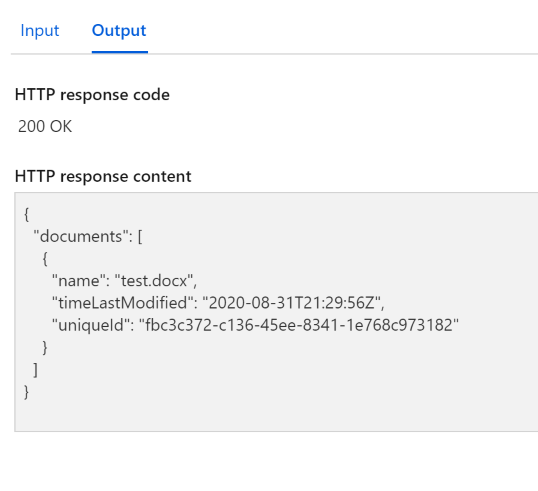 Input Output
HTTP response code
200 OK
HTTP response content
{
"documents": [
{
"name": "test.docx",
"timeLastModified": "2020-08-31T21:29:56Z",
"uniqueId": "fbc3c372-c136-45ee-8341-1e768c973182"
}
]
}